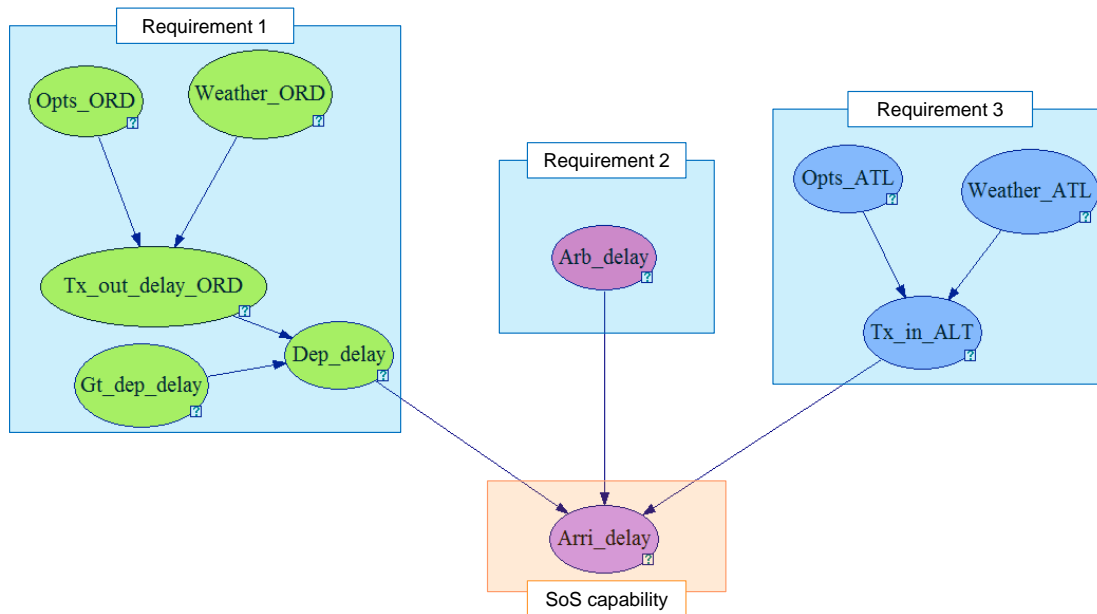 Requirement 1
Opts_ORD
?
Weather_ORD
?
Tx_out_delay_ORD
?
Gt_dep_delay
?
Dep_delay
?
Requirement 2
Arb_delay
?
Requirement 3
Opts_ATL
?
Weather_ATL
?
Tx_in_ALT
?
Arri_delay
?
SoS capability